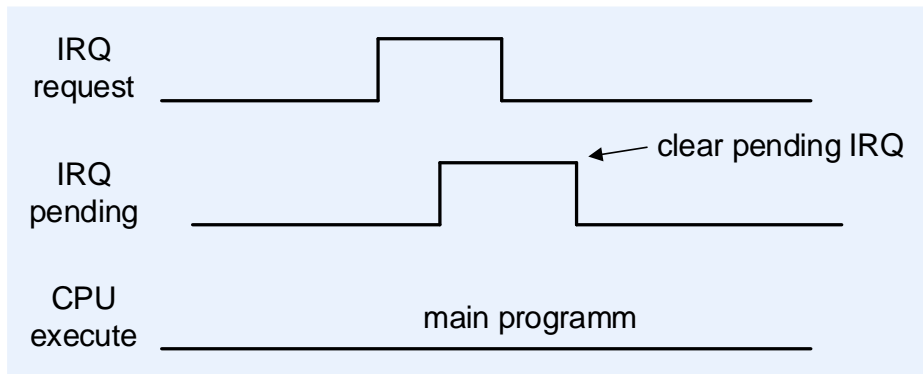 IRQ
request
clear pending IRQ
IRQ
pending
CPU
execute
main programm